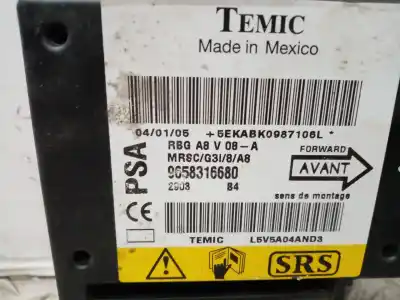 TEMIC
Made in Mexico
04/01/05 +5EKABK0987106L *
PSA
RBG A8 V 08-A
MRSC/G3I/8/A8
9658316680
2903 84
FORWARD
AVANT
sens de montage
CE
TEMIC L5V5A04AND3
SRS